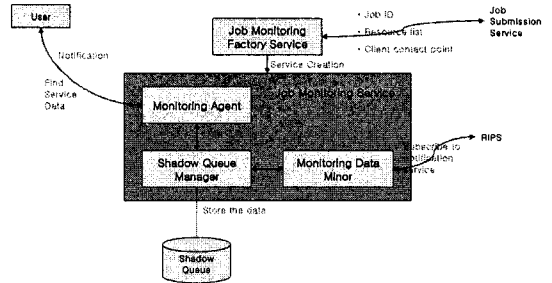 User
Job Monitoring
Factory Service
• Job ID
• Resource list
• Client contact point
Job
Submission
Service
Notification
Service Creation
Find
Service
Data
Job Monitoring Service
Monitoring Agent
Shadow Queue
Manager
Monitoring Data
Minor
RIPS
Subscribe to
Notification
Service
Store the data
Shadow
Queue